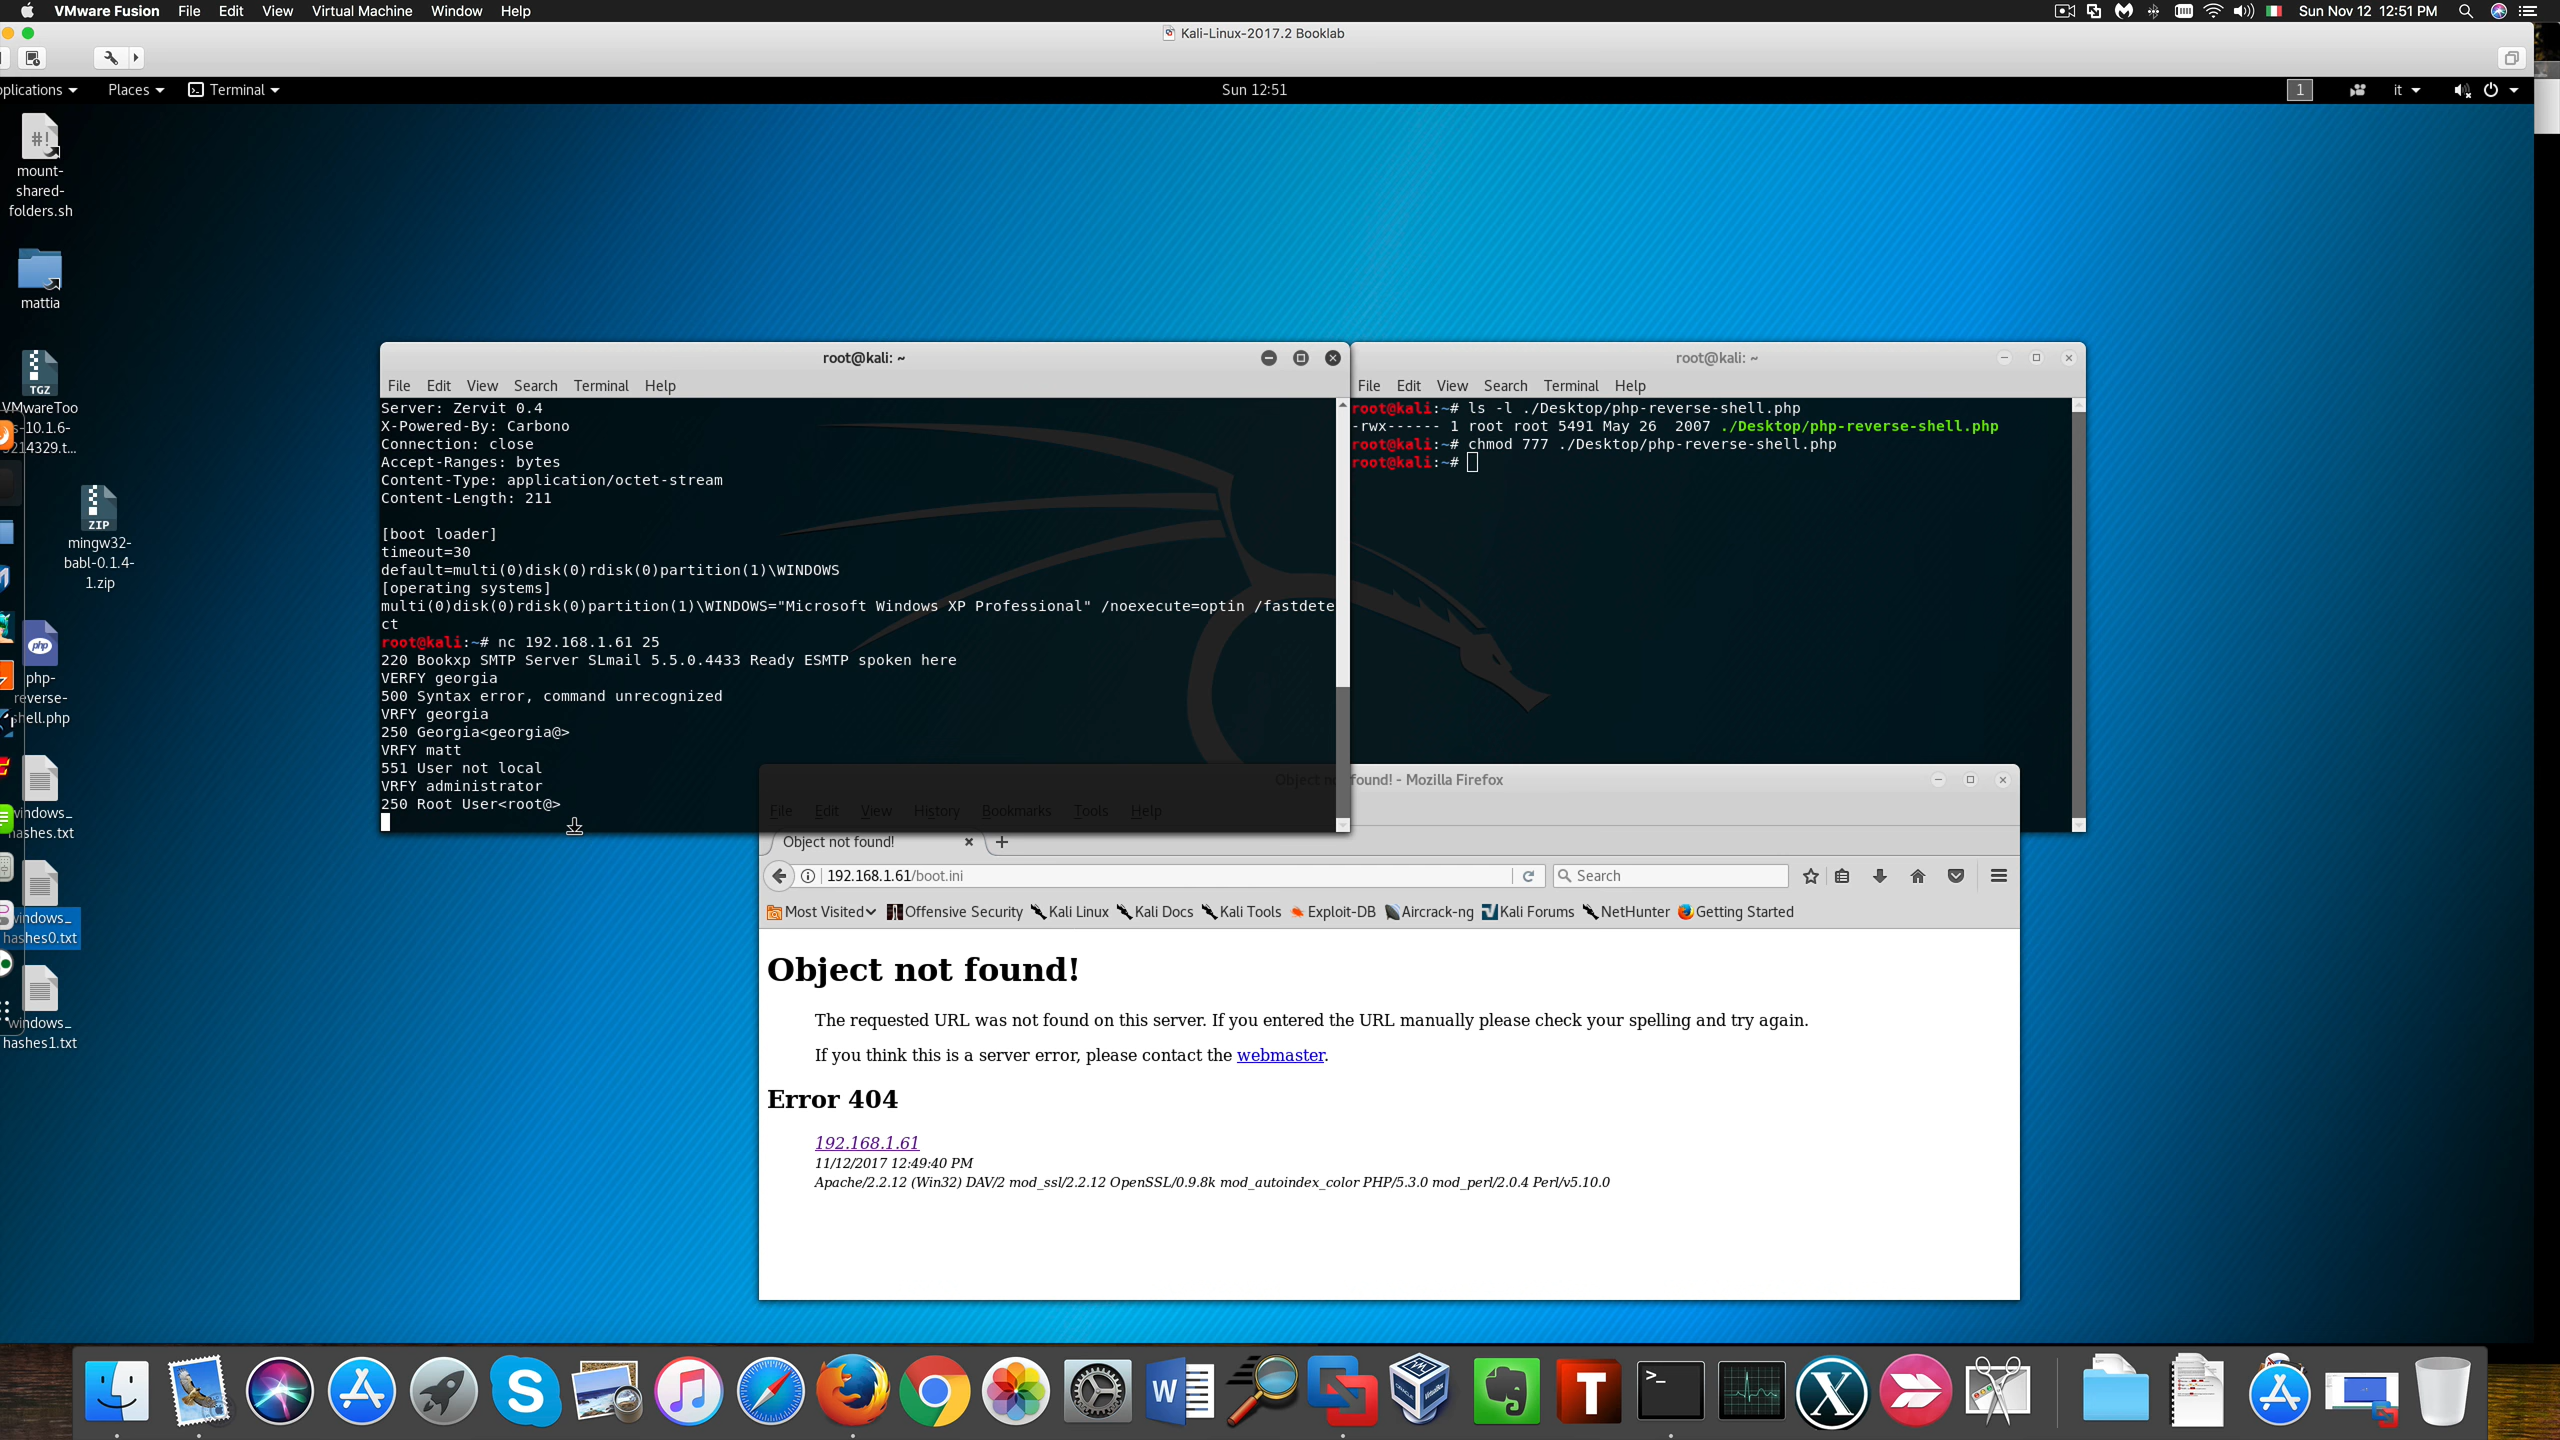 VMware Fusion File Edit View Virtual Machine Window Help
Sun Nov 12 12:51 PM
Kali-Linux-2017.2 Booklab
pplications Places Terminal
Sun 12:51
1 it
#!
mount-
shared-
folders.sh
mattia
TGZ
VMwareToo
s-10.1.6-
5214329.t...
ZIP
mingw32-
babl-0.1.4-
1.zip
php
php-
reverse-
shell.php
windows_
hashes.txt
windows_
hashes0.txt
windows_
hashes1.txt
root@kali: ~
File Edit View Search Terminal Help
Server: Zervit 0.4
X-Powered-By: Carbono
Connection: close
Accept-Ranges: bytes
Content-Type: application/octet-stream
Content-Length: 211
[boot loader]
timeout=30
default=multi(0)disk(0)rdisk(0)partition(1)\WINDOWS
[operating systems]
multi(0)disk(0)rdisk(0)partition(1)\WINDOWS="Microsoft Windows XP Professional" /noexecute=optin /fastdete
ct
root@kali:~# nc 192.168.1.61 25
220 Bookxp SMTP Server SLmail 5.5.0.4433 Ready ESMTP spoken here
VERFY georgia
500 Syntax error, command unrecognized
VRFY georgia
250 Georgia<georgia@>
VRFY matt
551 User not local
VRFY administrator
250 Root User<root@>
root@kali: ~
File Edit View Search Terminal Help
root@kali:~# ls -l ./Desktop/php-reverse-shell.php
-rwx------ 1 root root 5491 May 26  2007 ./Desktop/php-reverse-shell.php
root@kali:~# chmod 777 ./Desktop/php-reverse-shell.php
root@kali:~#
Object not found! - Mozilla Firefox
File Edit View History Bookmarks Tools Help
Object not found!
192.168.1.61/boot.ini
Search
Most Visited Offensive Security Kali Linux Kali Docs Kali Tools Exploit-DB Aircrack-ng Kali Forums NetHunter Getting Started
Object not found!
The requested URL was not found on this server. If you entered the URL manually please check your spelling and try again.
If you think this is a server error, please contact the webmaster.
Error 404
192.168.1.61
11/12/2017 12:49:40 PM
Apache/2.2.12 (Win32) DAV/2 mod_ssl/2.2.12 OpenSSL/0.9.8k mod_autoindex_color PHP/5.3.0 mod_perl/2.0.4 Perl/v5.10.0
S W T >_ X